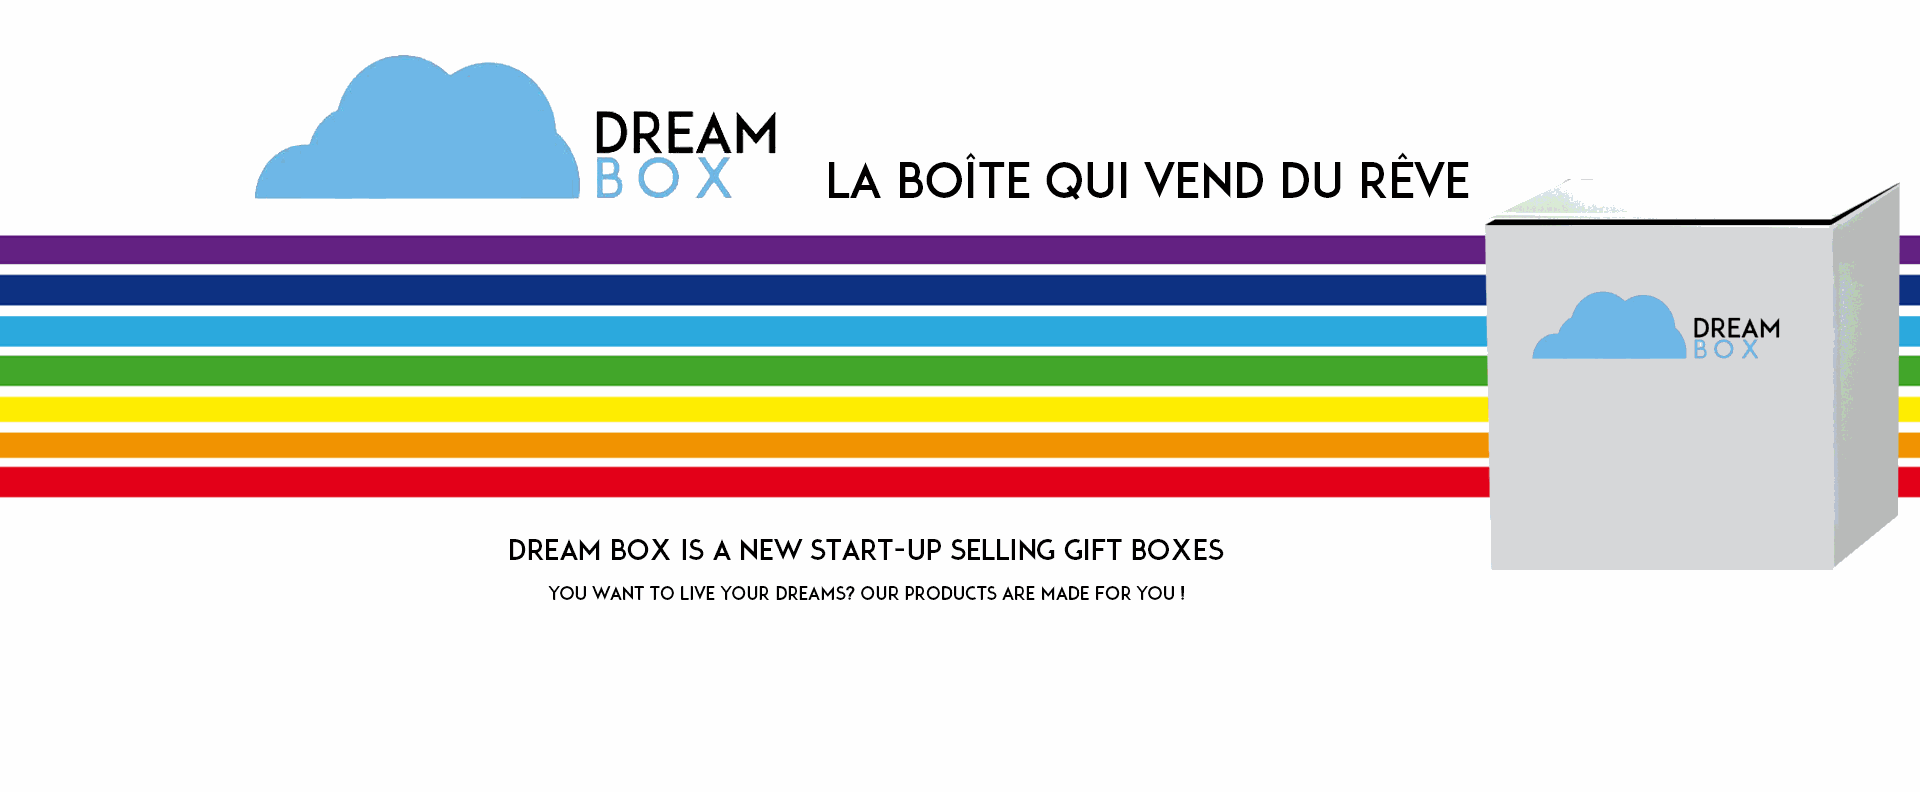 DREAM
BOX
LA BOÎTE QUI VEND DU RÊVE
DREAM
BOX
DREAM BOX IS A NEW START-UP SELLING GIFT BOXES
YOU WANT TO LIVE YOUR DREAMS? OUR PRODUCTS ARE MADE FOR YOU !